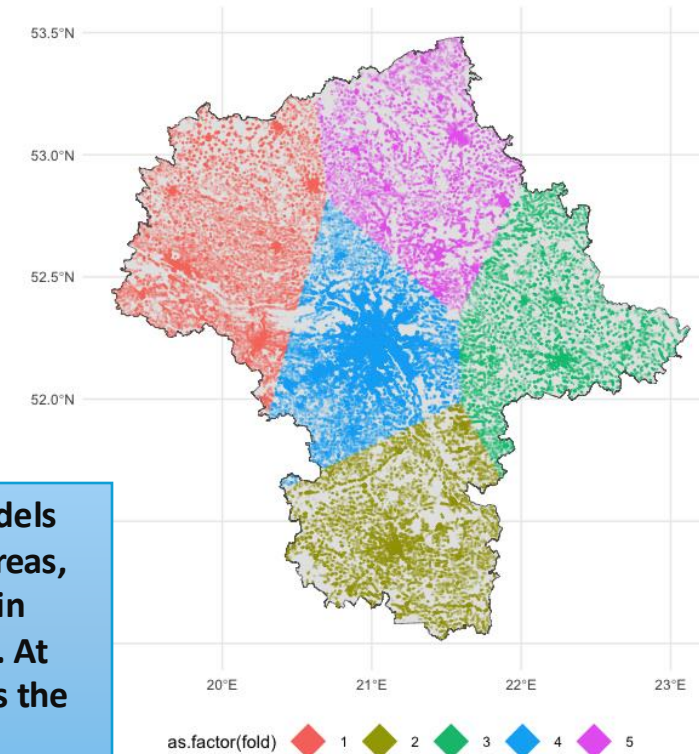 53.5°N
53.0°N
52.5°N
52.0°N
dels
reas,
in
. At
s the
20°E 21°E 22°E 23°E
as.factor(fold) 1 2 3 4 5